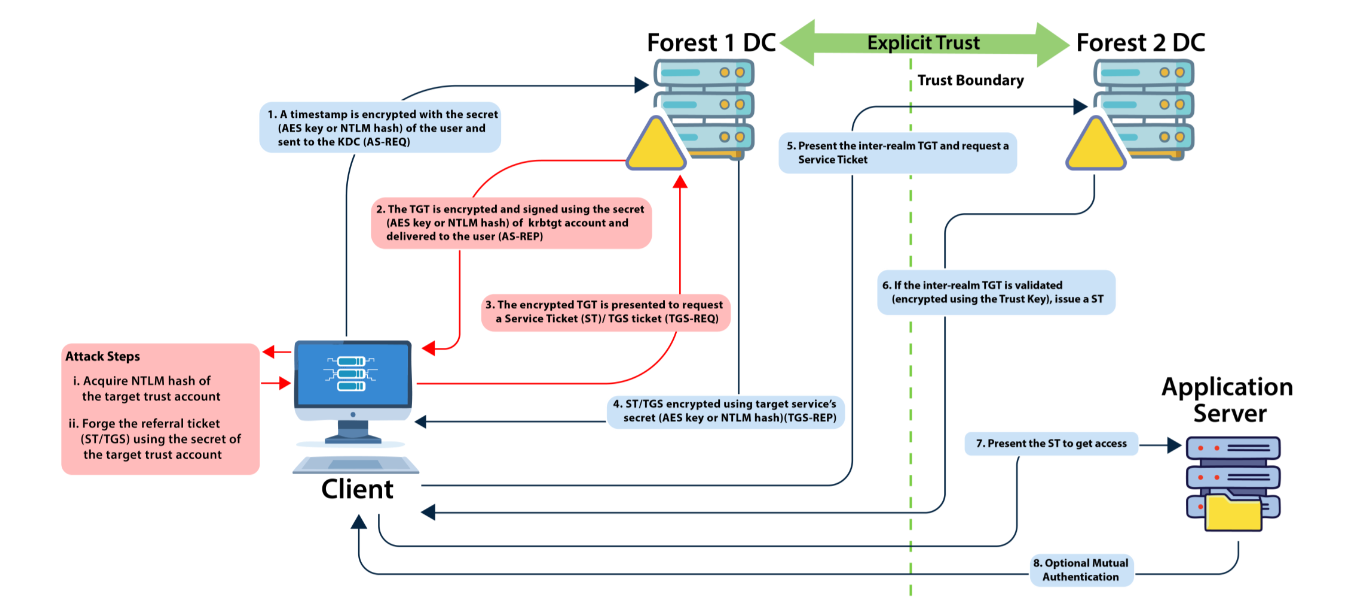 Forest 1 DC
Explicit Trust
Forest 2 DC
Trust Boundary
1. A timestamp is encrypted with the secret
(AES key or NTLM hash) of the user and
sent to the KDC (AS-REQ)
5. Present the inter-realm TGT and request a
Service Ticket
2. The TGT is encrypted and signed using the secret
(AES key or NTLM hash) of krbtgt account and
delivered to the user (AS-REP)
6. If the inter-realm TGT is validated
(encrypted using the Trust Key), issue a ST
3. The encrypted TGT is presented to request
a Service Ticket (ST)/ TGS ticket (TGS-REQ)
Attack Steps
i. Acquire NTLM hash of
the target trust account
ii. Forge the referral ticket
(ST/TGS) using the secret of
the target trust account
4. ST/TGS encrypted using target service's
secret (AES key or NTLM hash)(TGS-REP)
Application
Server
7. Present the ST to get access
Client
8. Optional Mutual
Authentication